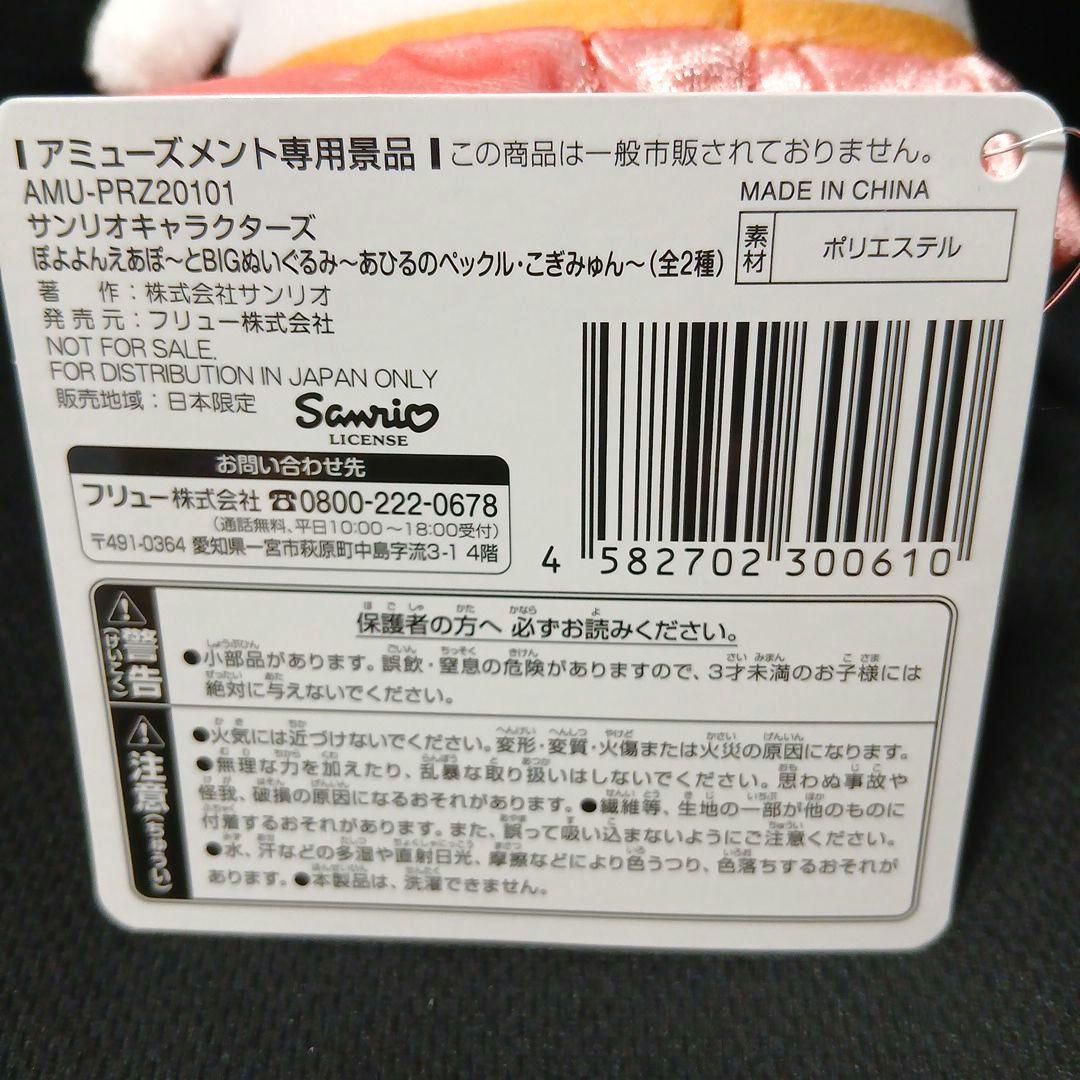 アミューズメント専用景品 この商品は一般市販されておりません。
AMU-PRZ20101
MADE IN CHINA
サンリオキャラクターズ
素材 ポリエステル
ぽよよんえあぽ～とBIGぬいぐるみ～あひるのペックル・こぎみゅん～(全2種)
著　作：株式会社サンリオ
発売元：フリュー株式会社
NOT FOR SALE.
FOR DISTRIBUTION IN JAPAN ONLY
販売地域：日本限定
Sanrio
LICENSE
お問い合わせ先
フリュー株式会社 ☎0800-222-0678
(通話無料、平日10:00～18:00受付)
〒491-0364 愛知県一宮市萩原町中島字流3-1 4階
4 582702 300610
警告(けいこく)
保護者の方へ 必ずお読みください。
●小部品があります。誤飲・窒息の危険がありますので、3才未満のお子様には
絶対に与えないでください。
注意(ちゅうい)
●火気には近づけないでください。変形・変質・火傷または火災の原因になります。
●無理な力を加えたり、乱暴な取り扱いはしないでください。思わぬ事故や
怪我、破損の原因になるおそれがあります。●繊維等、生地の一部が他のものに
付着するおそれがあります。また、誤って吸い込まないようにご注意ください。
●水、汗などの多湿や直射日光、摩擦などにより色うつり、色落ちするおそれが
あります。●本製品は、洗濯できません。